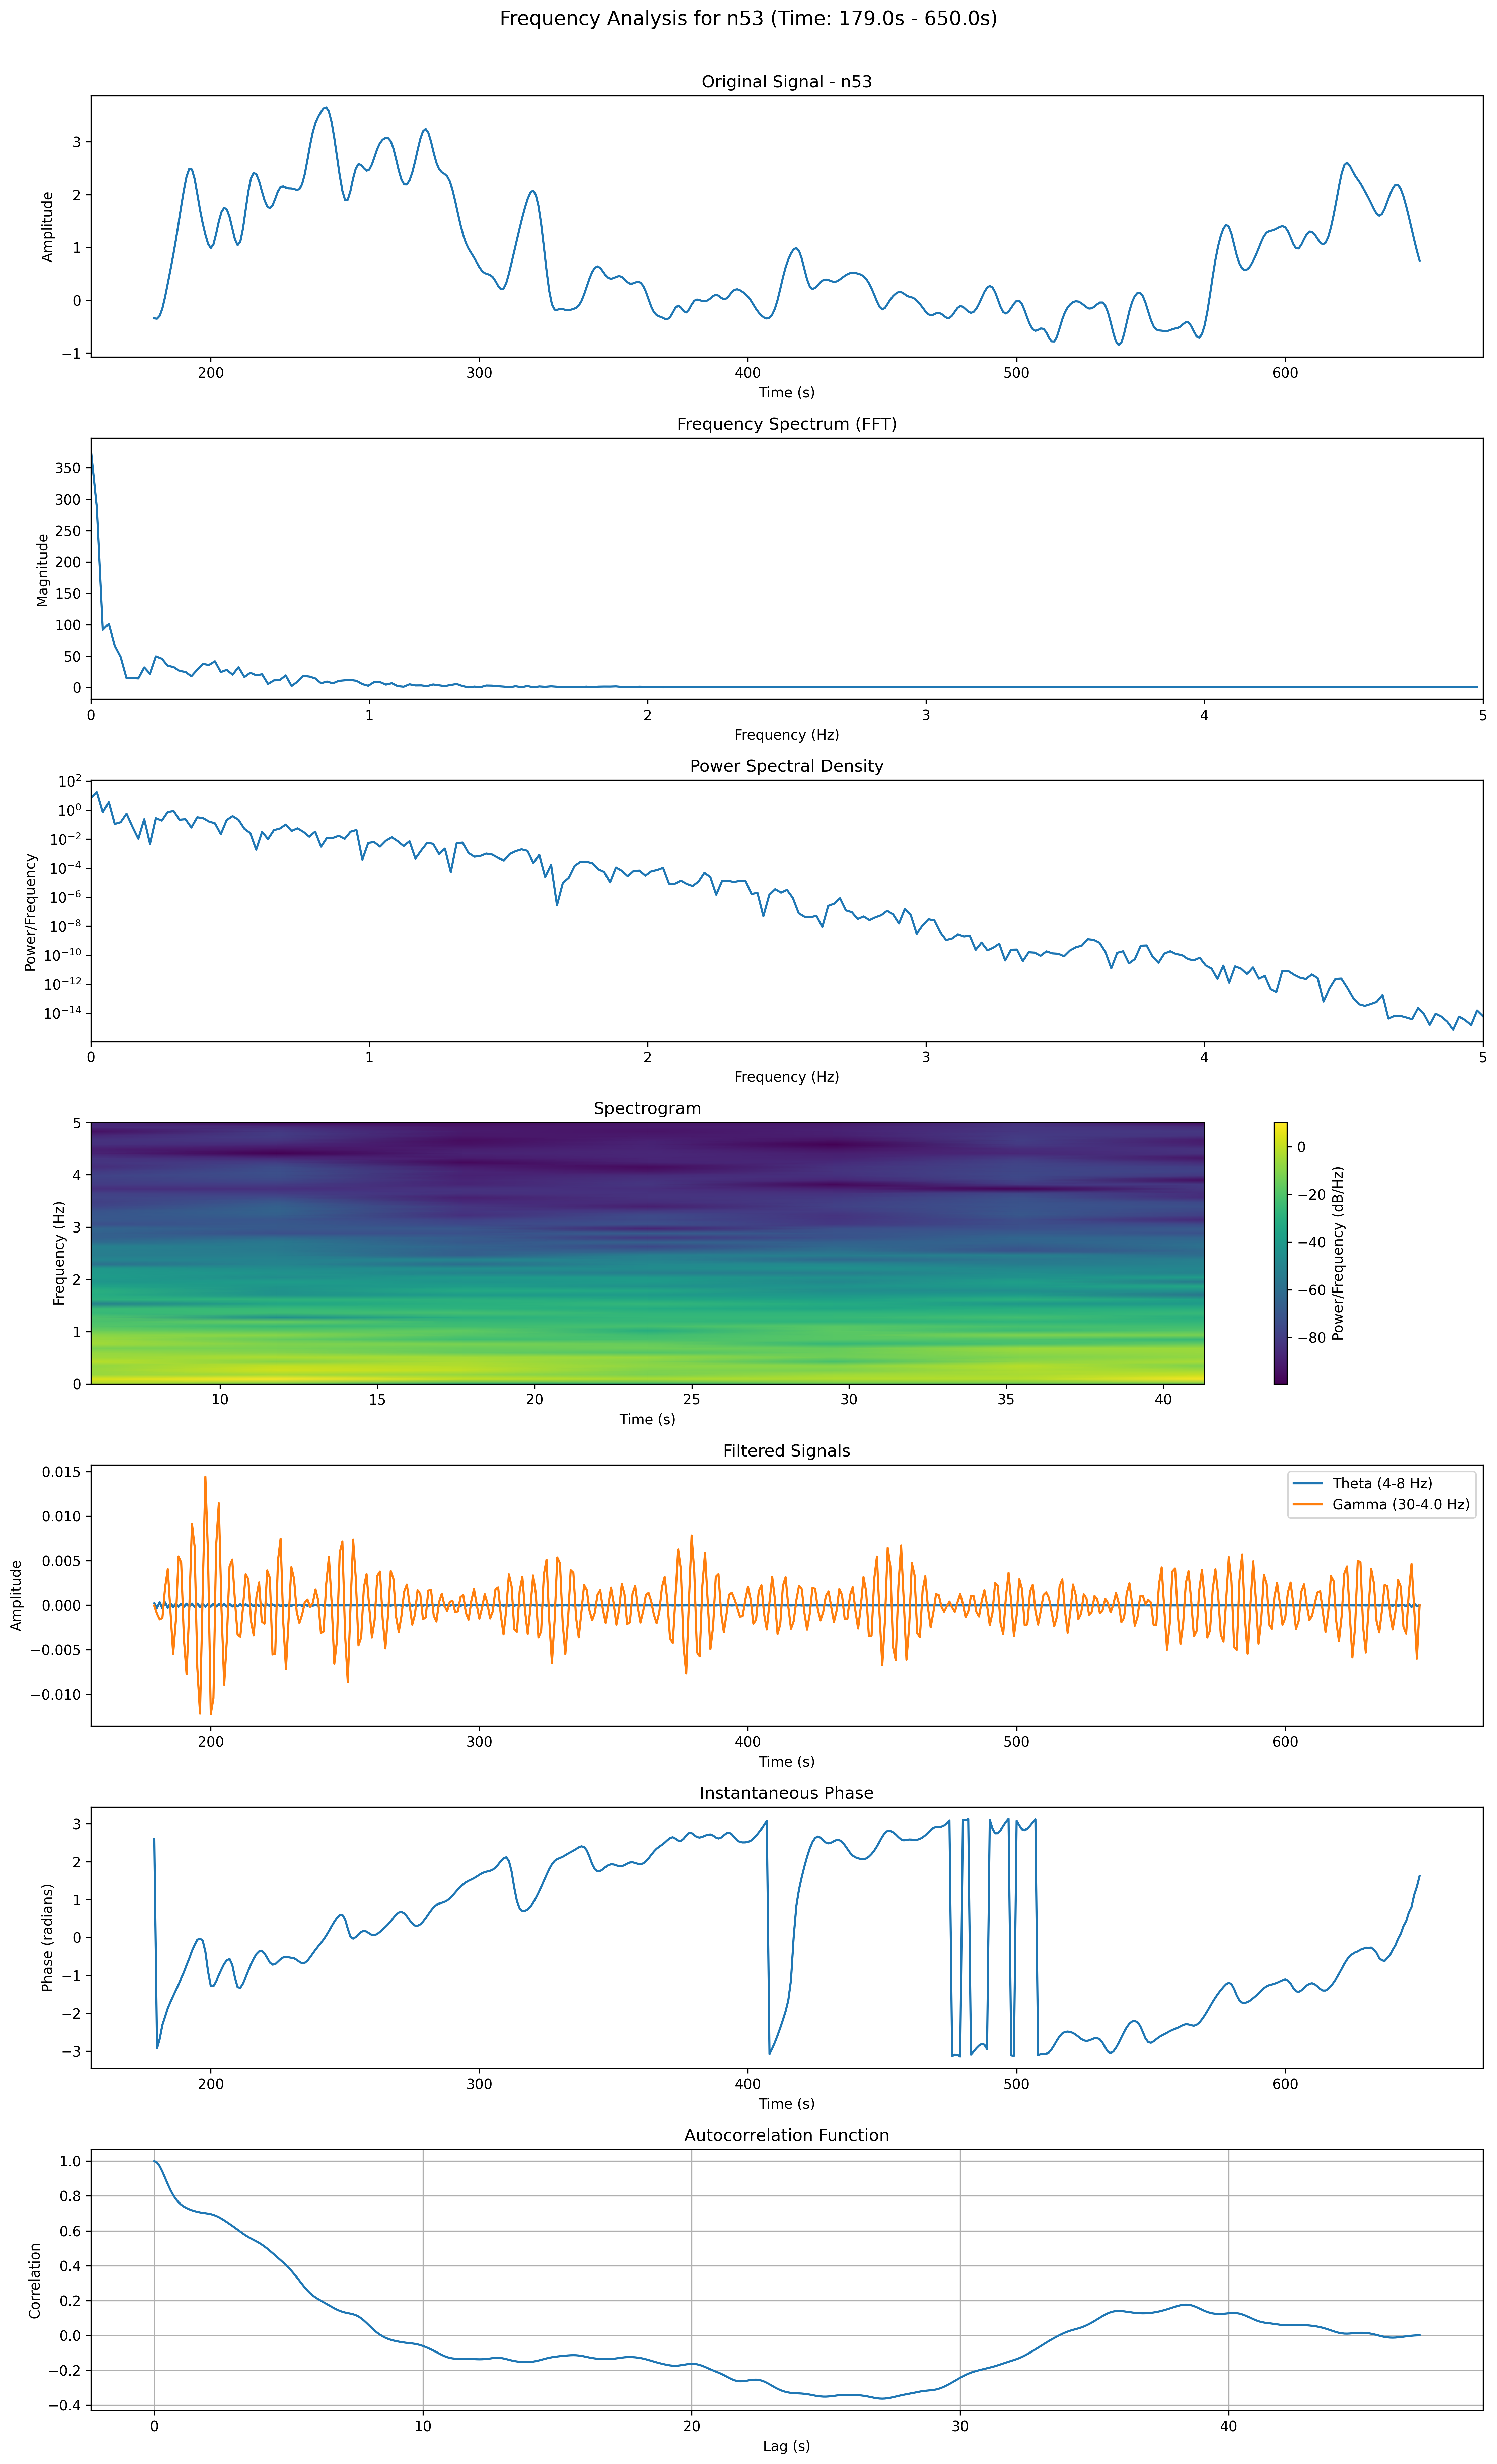 Frequency Analysis for n53 (Time: 179.0s - 650.0s)
Original Signal - n53
Amplitude
3
2
1
0
−1
200 300 400 500 600
Time (s)
Frequency Spectrum (FFT)
Magnitude
350
300
250
200
150
100
50
0
0 1 2 3 4 5
Frequency (Hz)
Power Spectral Density
Power/Frequency
10²
10⁰
10⁻²
10⁻⁴
10⁻⁶
10⁻⁸
10⁻¹⁰
10⁻¹²
10⁻¹⁴
0 1 2 3 4 5
Frequency (Hz)
Spectrogram
Frequency (Hz)
5
4
3
2
1
0
10 15 20 25 30 35 40
Time (s)
0
−20
−40
−60
−80
Power/Frequency (dB/Hz)
Filtered Signals
Amplitude
0.015
0.010
0.005
0.000
−0.005
−0.010
Theta (4-8 Hz)
Gamma (30-4.0 Hz)
200 300 400 500 600
Time (s)
Instantaneous Phase
Phase (radians)
3
2
1
0
−1
−2
−3
200 300 400 500 600
Time (s)
Autocorrelation Function
Correlation
1.0
0.8
0.6
0.4
0.2
0.0
−0.2
−0.4
0 10 20 30 40
Lag (s)